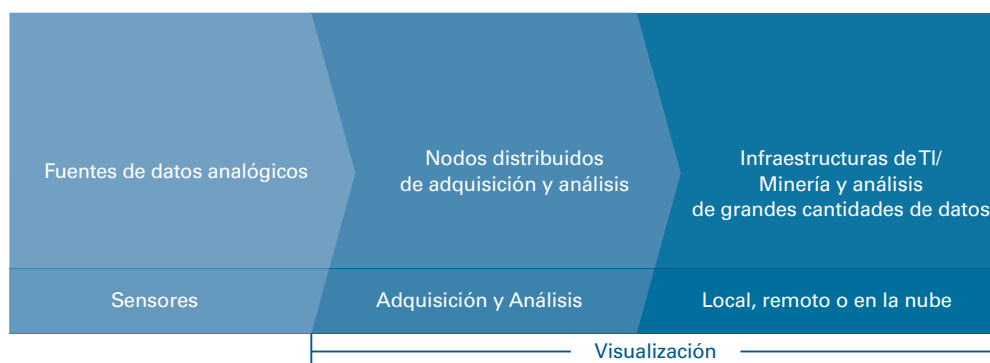 Fuentes de datos analógicos
Nodos distribuidos
de adquisición y análisis
Infraestructuras de TI/
Minería y análisis
de grandes cantidades de datos
Sensores
Adquisición y Análisis
Local, remoto o en la nube
Visualización